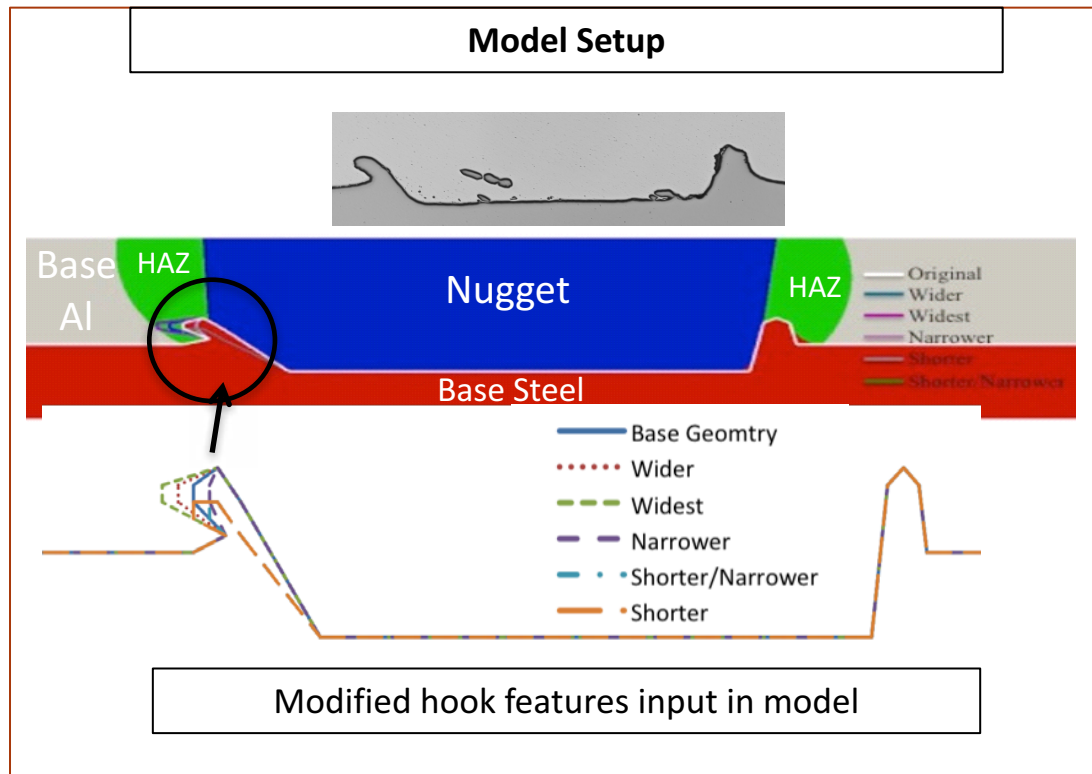 Model Setup
Base
Al
HAZ
Nugget
HAZ
Original
Wider
Widest
Narrower
Shorter
Shorter/Narrower
Base Steel
Base Geomtry
Wider
Widest
Narrower
Shorter/Narrower
Shorter
Modified hook features input in model